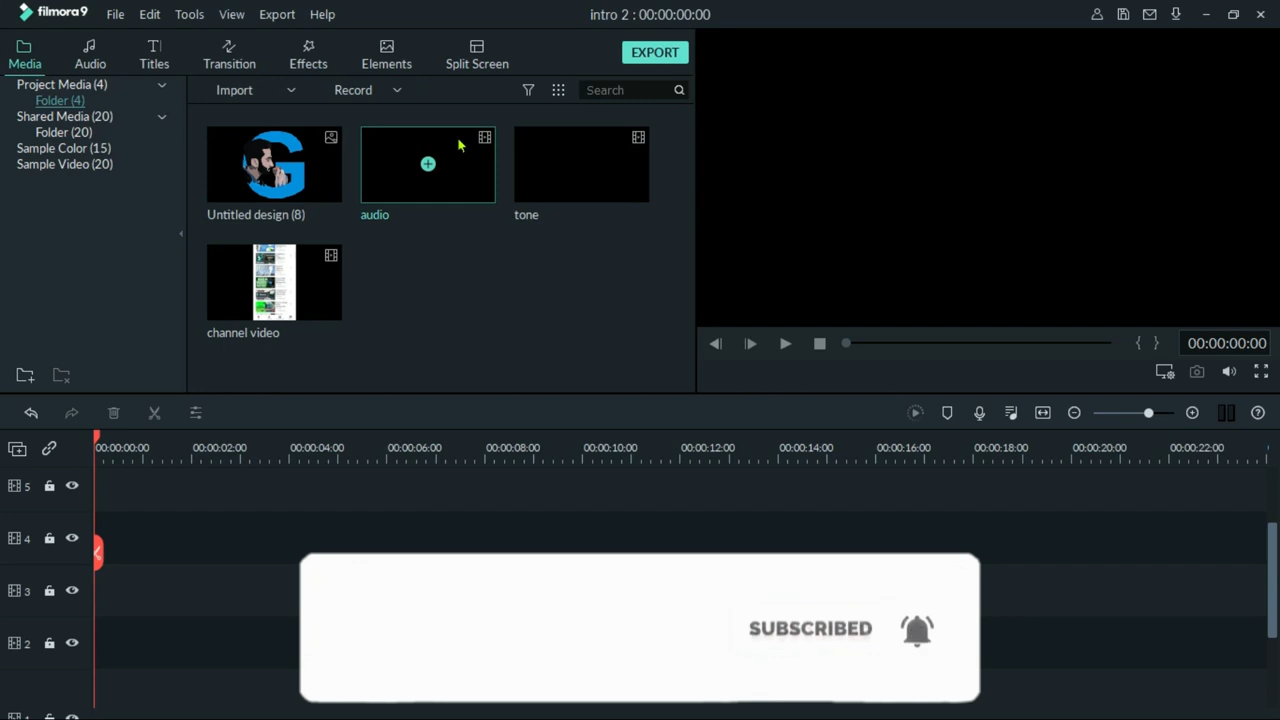 filmora9 File Edit Tools View Export Help intro 2 : 00:00:00:00
Media Audio Titles Transition Effects Elements Split Screen EXPORT
Project Media (4)
Folder (4)
Shared Media (20)
Folder (20)
Sample Color (15)
Sample Video (20)
Import Record Search
G
Untitled design (8) audio tone
channel video
{ } 00:00:00:00
00:00:00:00 00:00:02:00 00:00:04:00 00:00:06:00 00:00:08:00 00:00:10:00 00:00:12:00 00:00:14:00 00:00:16:00 00:00:18:00 00:00:20:00 00:00:22:00
5
4
3
2
SUBSCRIBED
1